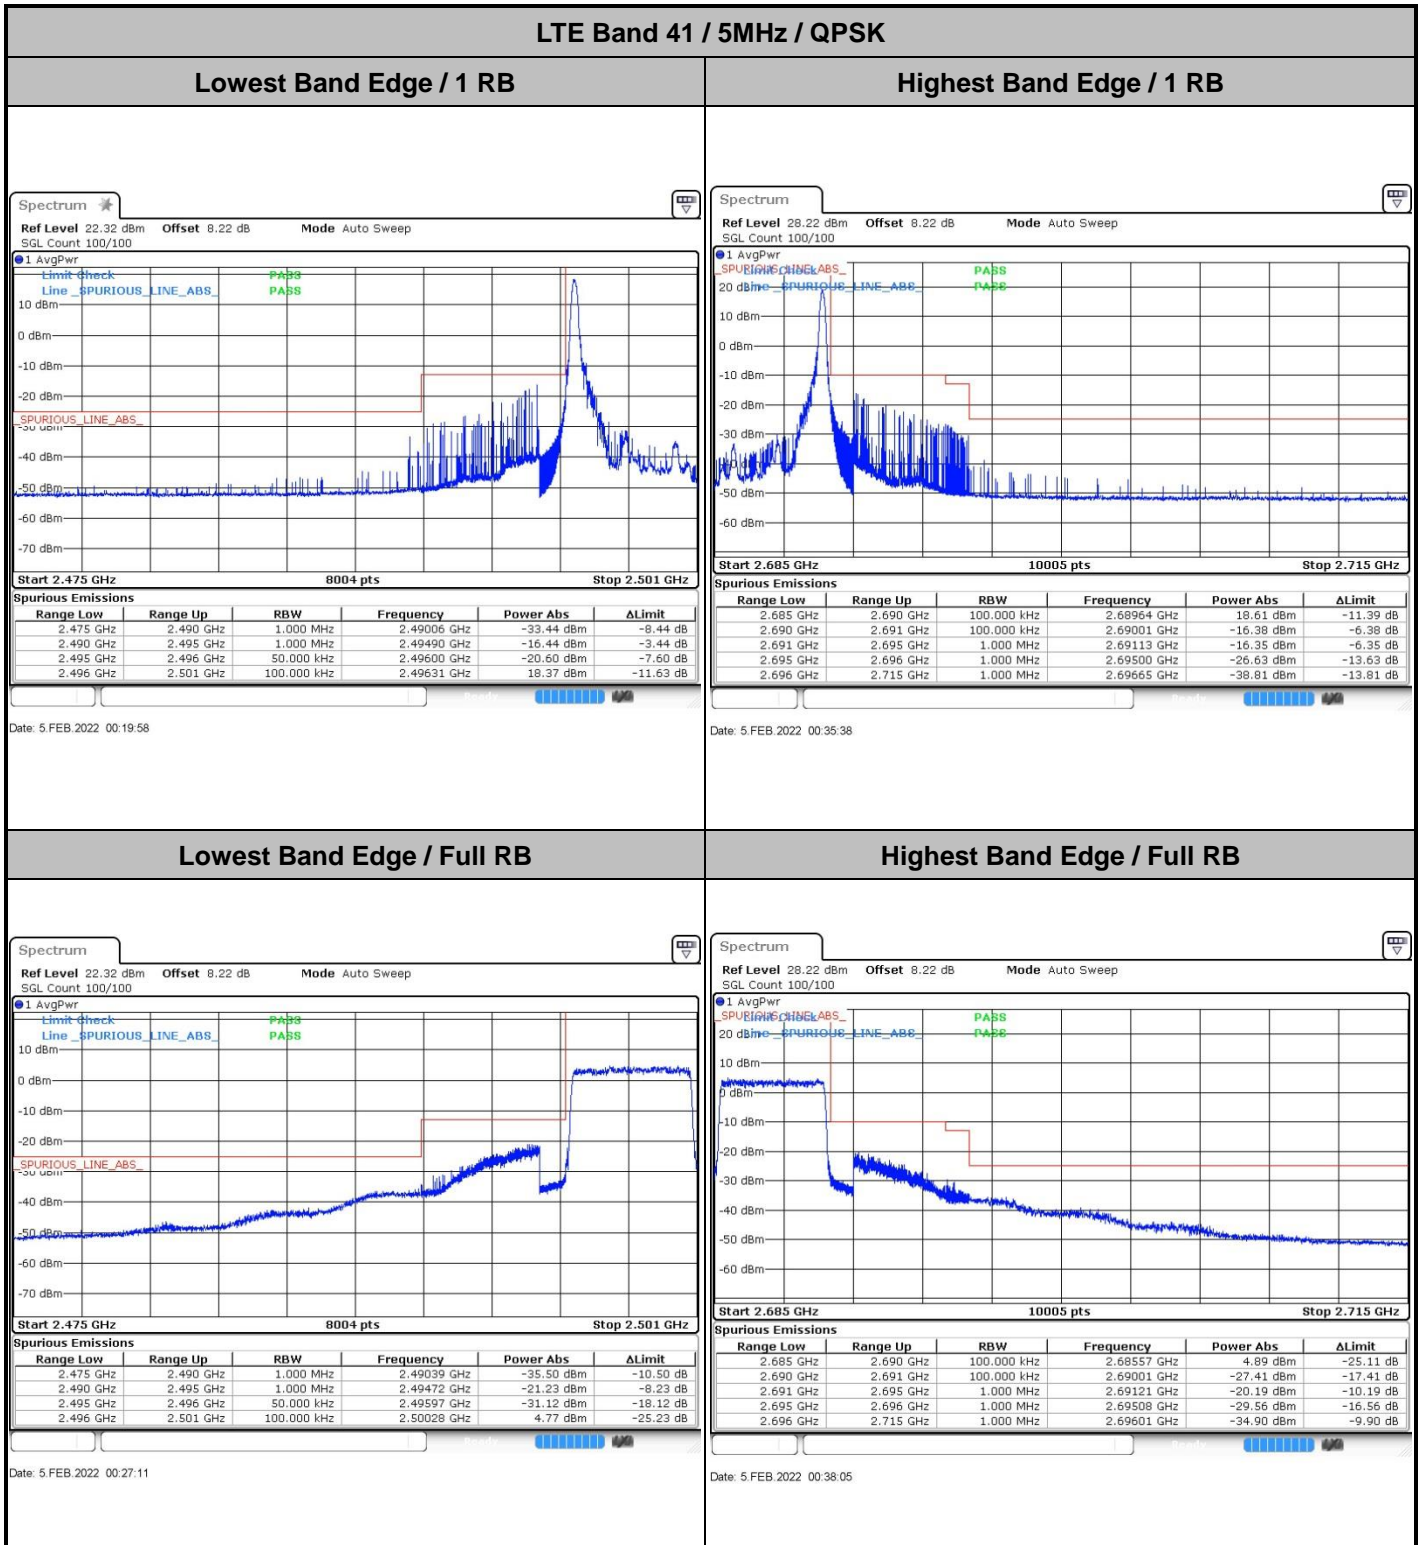 LTE Band 41 / 5MHz / QPSK
Lowest Band Edge / 1 RB
Highest Band Edge / 1 RB
Spectrum
Ref Level 22.32 dBm Offset 8.22 dB Mode Auto Sweep
SGL Count 100/100
1 AvgPwr
Limit Check PASS
Line _SPURIOUS_LINE_ABS_ PASS
10 dBm
0 dBm
-10 dBm
-20 dBm
_SPURIOUS_LINE_ABS_
-30 dBm
-40 dBm
-50 dBm
-60 dBm
-70 dBm
Start 2.475 GHz 8004 pts Stop 2.501 GHz
Spurious Emissions
Range Low Range Up RBW Frequency Power Abs ΔLimit
2.475 GHz 2.490 GHz 1.000 MHz 2.49006 GHz -33.44 dBm -8.44 dB
2.490 GHz 2.495 GHz 1.000 MHz 2.49490 GHz -16.44 dBm -3.44 dB
2.495 GHz 2.496 GHz 50.000 kHz 2.49600 GHz -20.60 dBm -7.60 dB
2.496 GHz 2.501 GHz 100.000 kHz 2.49631 GHz 18.37 dBm -11.63 dB
Date: 5.FEB.2022 00:19:58
Spectrum
Ref Level 28.22 dBm Offset 8.22 dB Mode Auto Sweep
SGL Count 100/100
1 AvgPwr
_SPURIOUS_LINE_ABS_
Limit Check PASS
20 dBm
Line _SPURIOUS_LINE_ABS_ PASS
10 dBm
0 dBm
-10 dBm
-20 dBm
-30 dBm
-50 dBm
-60 dBm
Start 2.685 GHz 10005 pts Stop 2.715 GHz
Spurious Emissions
Range Low Range Up RBW Frequency Power Abs ΔLimit
2.685 GHz 2.690 GHz 100.000 kHz 2.68964 GHz 18.61 dBm -11.39 dB
2.690 GHz 2.691 GHz 100.000 kHz 2.69001 GHz -16.38 dBm -6.38 dB
2.691 GHz 2.695 GHz 1.000 MHz 2.69113 GHz -16.35 dBm -6.35 dB
2.695 GHz 2.696 GHz 1.000 MHz 2.69500 GHz -26.63 dBm -13.63 dB
2.696 GHz 2.715 GHz 1.000 MHz 2.69665 GHz -38.81 dBm -13.81 dB
Date: 5.FEB.2022 00:35:38
Lowest Band Edge / Full RB
Highest Band Edge / Full RB
Spectrum
Ref Level 22.32 dBm Offset 8.22 dB Mode Auto Sweep
SGL Count 100/100
1 AvgPwr
Limit Check PASS
Line _SPURIOUS_LINE_ABS_ PASS
10 dBm
0 dBm
-10 dBm
-20 dBm
_SPURIOUS_LINE_ABS_
-30 dBm
-40 dBm
-50 dBm
-60 dBm
-70 dBm
Start 2.475 GHz 8004 pts Stop 2.501 GHz
Spurious Emissions
Range Low Range Up RBW Frequency Power Abs ΔLimit
2.475 GHz 2.490 GHz 1.000 MHz 2.49039 GHz -35.50 dBm -10.50 dB
2.490 GHz 2.495 GHz 1.000 MHz 2.49472 GHz -21.23 dBm -8.23 dB
2.495 GHz 2.496 GHz 50.000 kHz 2.49597 GHz -31.12 dBm -18.12 dB
2.496 GHz 2.501 GHz 100.000 kHz 2.50028 GHz 4.77 dBm -25.23 dB
Date: 5.FEB.2022 00:27:11
Spectrum
Ref Level 28.22 dBm Offset 8.22 dB Mode Auto Sweep
SGL Count 100/100
1 AvgPwr
_SPURIOUS_LINE_ABS_
Limit Check PASS
20 dBm
Line _SPURIOUS_LINE_ABS_ PASS
10 dBm
0 dBm
-10 dBm
-20 dBm
-30 dBm
-40 dBm
-50 dBm
-60 dBm
Start 2.685 GHz 10005 pts Stop 2.715 GHz
Spurious Emissions
Range Low Range Up RBW Frequency Power Abs ΔLimit
2.685 GHz 2.690 GHz 100.000 kHz 2.68557 GHz 4.89 dBm -25.11 dB
2.690 GHz 2.691 GHz 100.000 kHz 2.69001 GHz -27.41 dBm -17.41 dB
2.691 GHz 2.695 GHz 1.000 MHz 2.69121 GHz -20.19 dBm -10.19 dB
2.695 GHz 2.696 GHz 1.000 MHz 2.69508 GHz -29.56 dBm -16.56 dB
2.696 GHz 2.715 GHz 1.000 MHz 2.69601 GHz -34.90 dBm -9.90 dB
Date: 5.FEB.2022 00:38:05